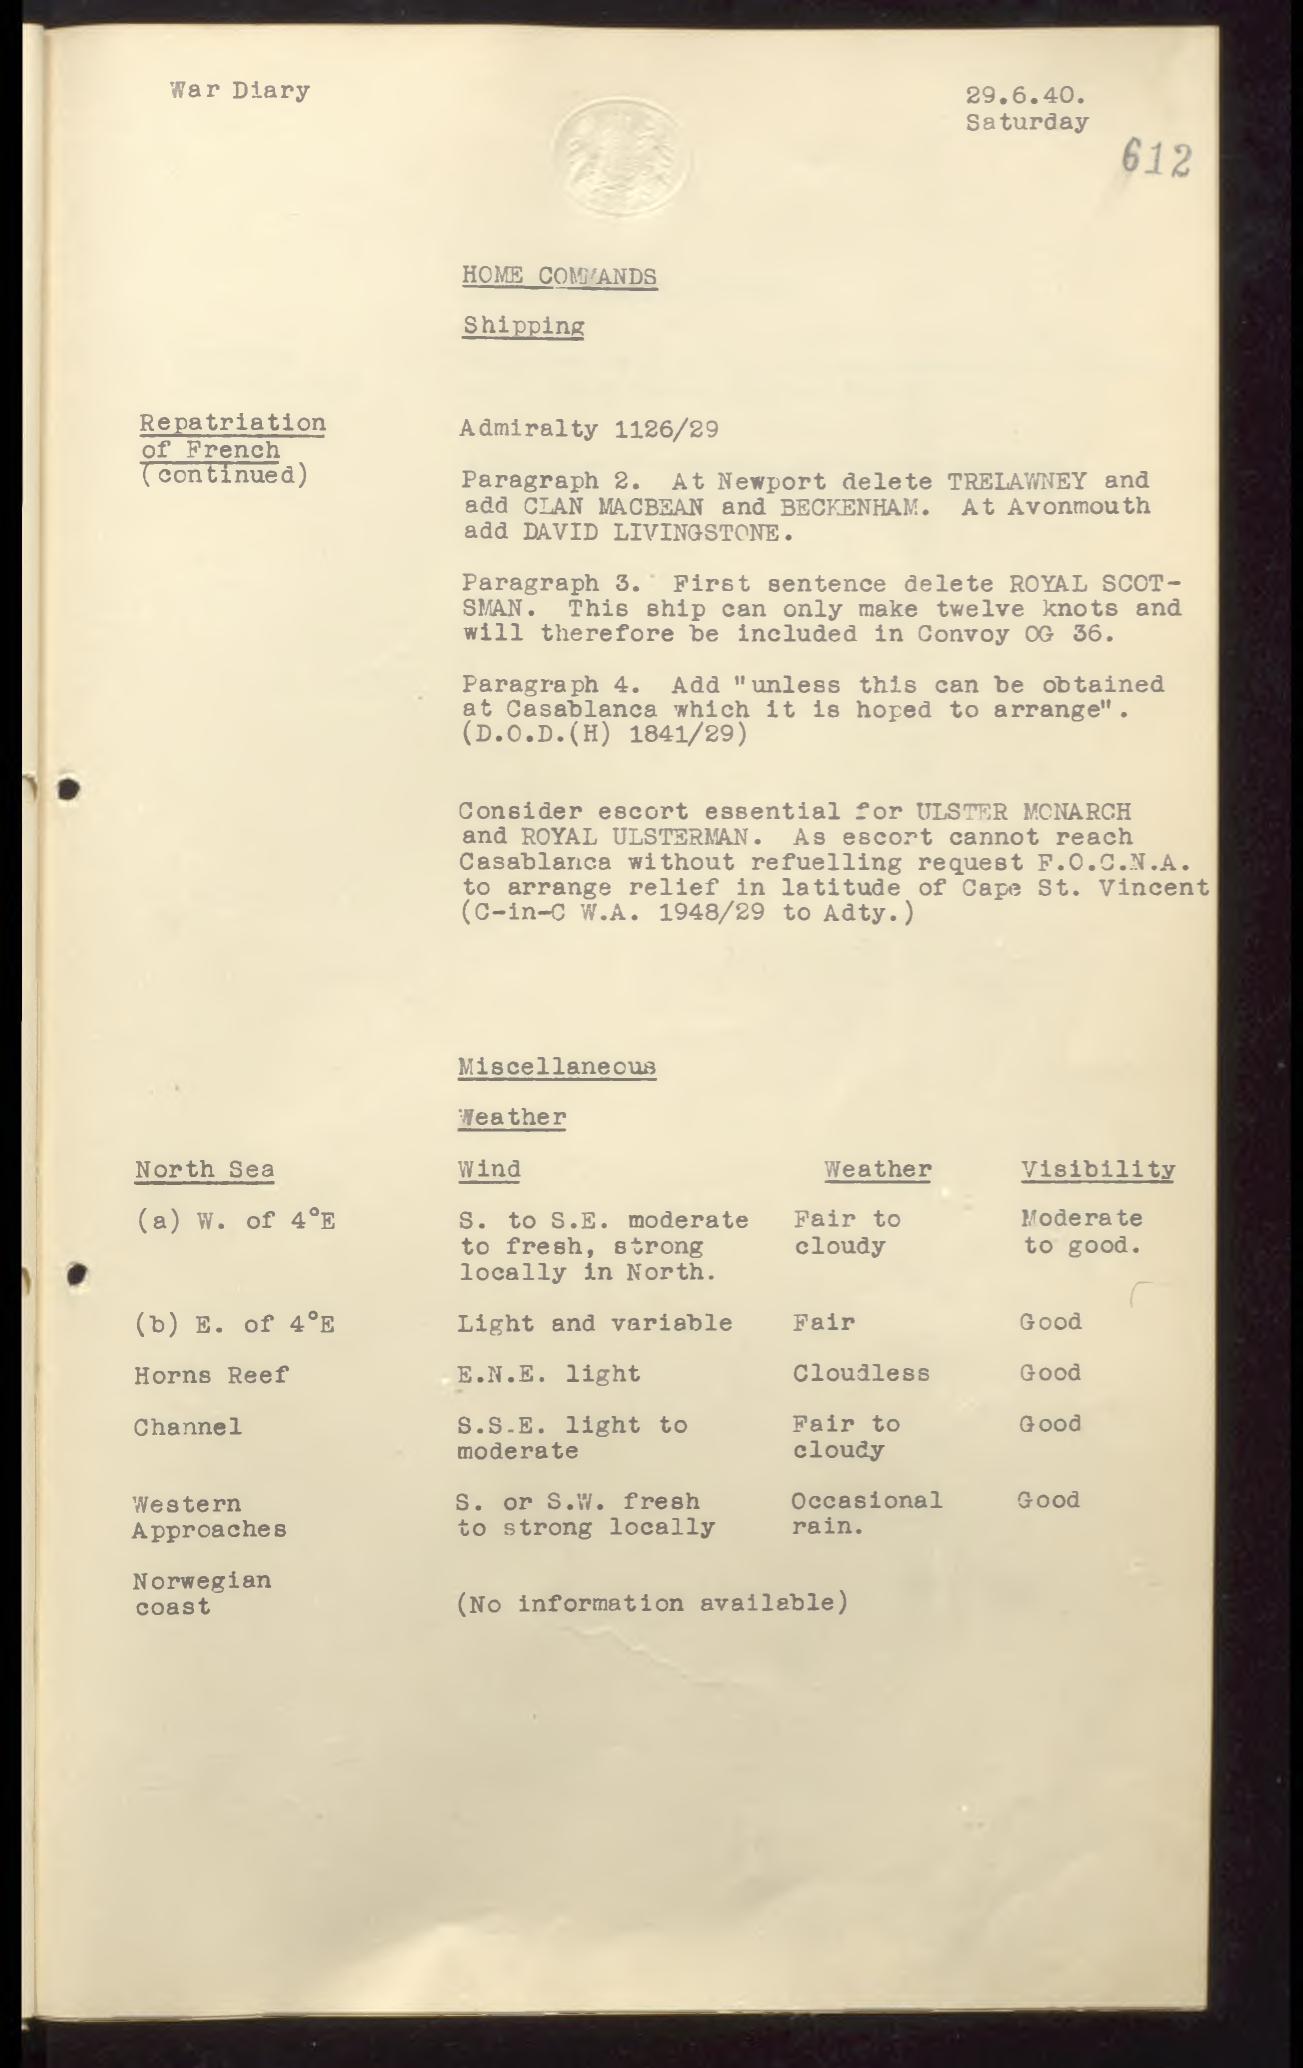 War Diary
29.6.40.
Saturday
612
HOME COMMANDS
Shipping
Repatriation
of French
(continued)
Admiralty 1126/29
Paragraph 2. At Newport delete TRELAWNEY and
add CLAN MACBEAN and BECKENHAM. At Avonmouth
add DAVID LIVINGSTONE.
Paragraph 3. First sentence delete ROYAL SCOT-
SMAN. This ship can only make twelve knots and
will therefore be included in Convoy OG 36.
Paragraph 4. Add "unless this can be obtained
at Casablanca which it is hoped to arrange".
(D.O.D.(H) 1841/29)
Consider escort essential for ULSTER MONARCH
and ROYAL ULSTERMAN. As escort cannot reach
Casablanca without refuelling request F.O.C.N.A.
to arrange relief in latitude of Cape St. Vincent
(C-in-C W.A. 1948/29 to Adty.)
Miscellaneous
Weather
North Sea Wind Weather Visibility
(a) W. of 4°E S. to S.E. moderate Fair to Moderate
to fresh, strong cloudy to good.
locally in North.
(b) E. of 4°E Light and variable Fair Good
Horns Reef E.N.E. light Cloudless Good
Channel S.S.E. light to Fair to Good
moderate cloudy
Western S. or S.W. fresh Occasional Good
Approaches to strong locally rain.
Norwegian
coast (No information available)